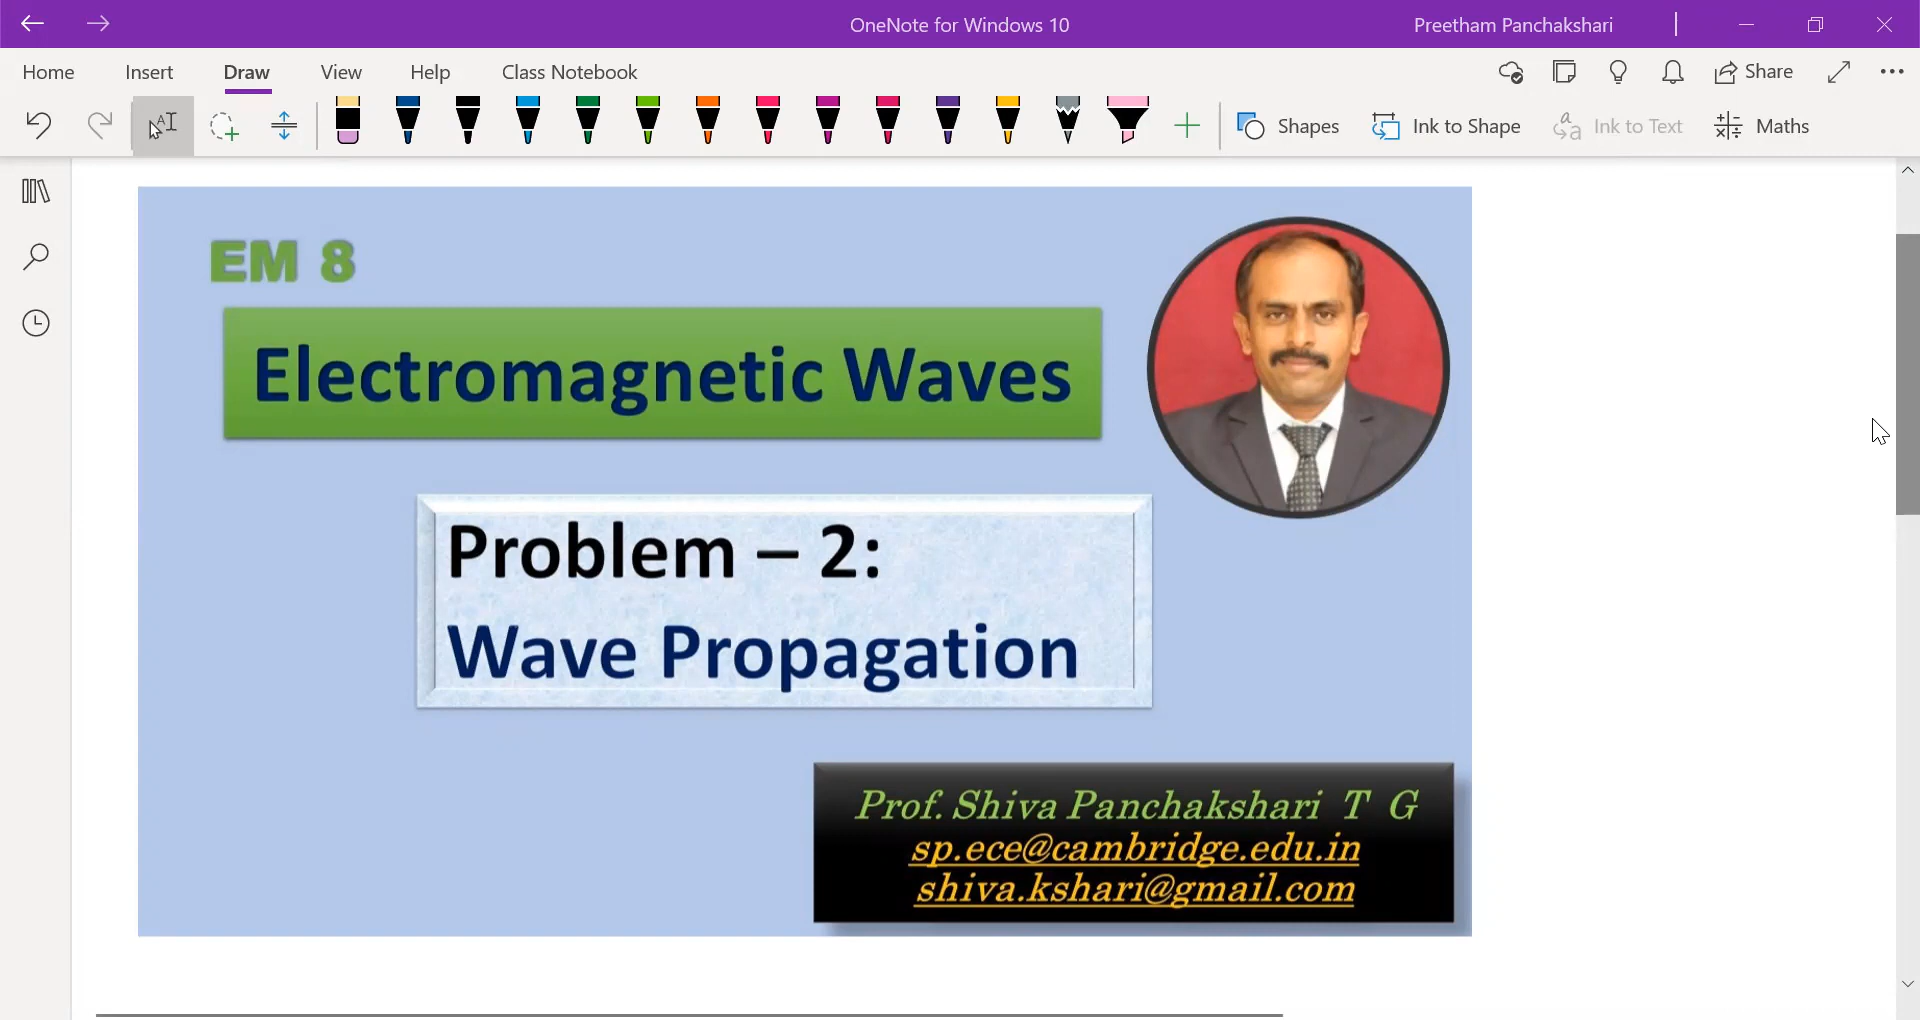 OneNote for Windows 10
Preetham Panchakshari
Home Insert Draw View Help Class Notebook
Share
Shapes
Ink to Shape
Ink to Text
Maths
EM 8
Electromagnetic Waves
Problem – 2:
Wave Propagation
Prof. Shiva Panchakshari T G
sp.ece@cambridge.edu.in
shiva.kshari@gmail.com